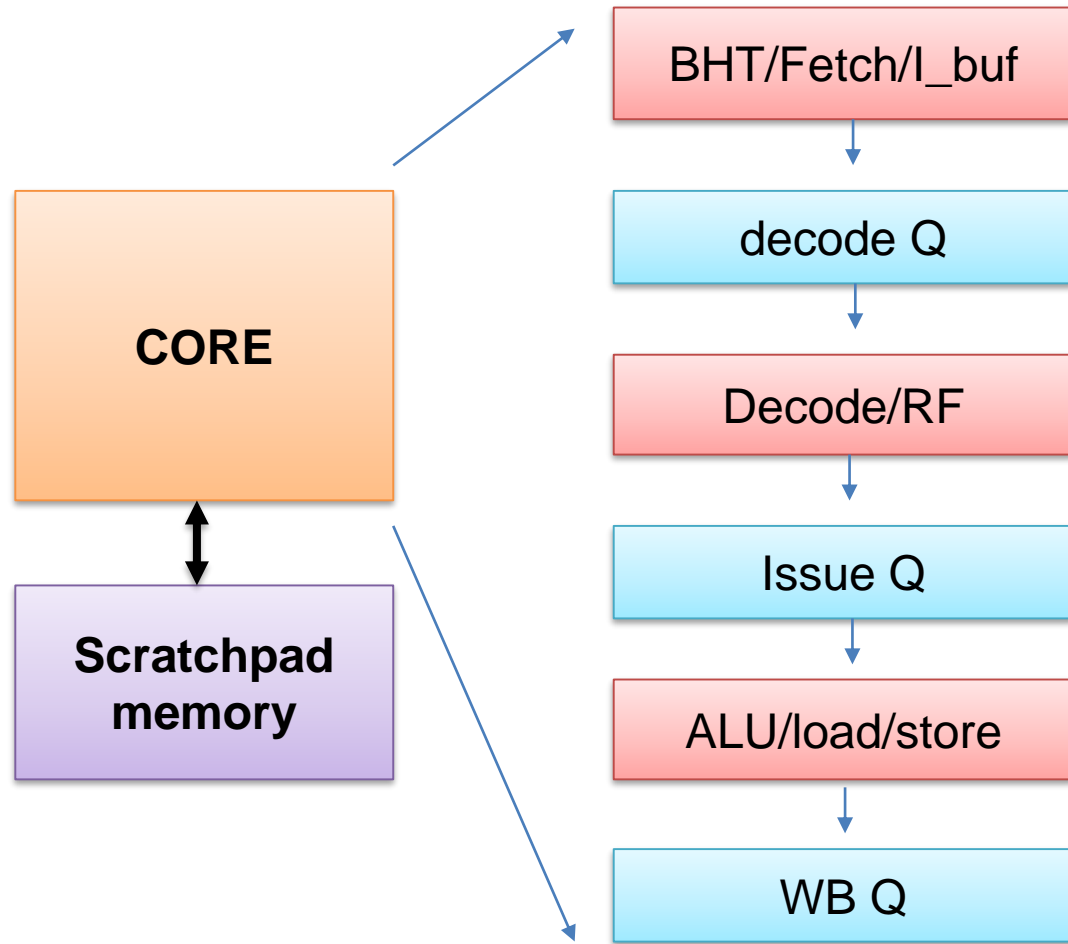 CORE
Scratchpad
memory
BHT/Fetch/I_buf
decode Q
Decode/RF
Issue Q
ALU/load/store
WB Q